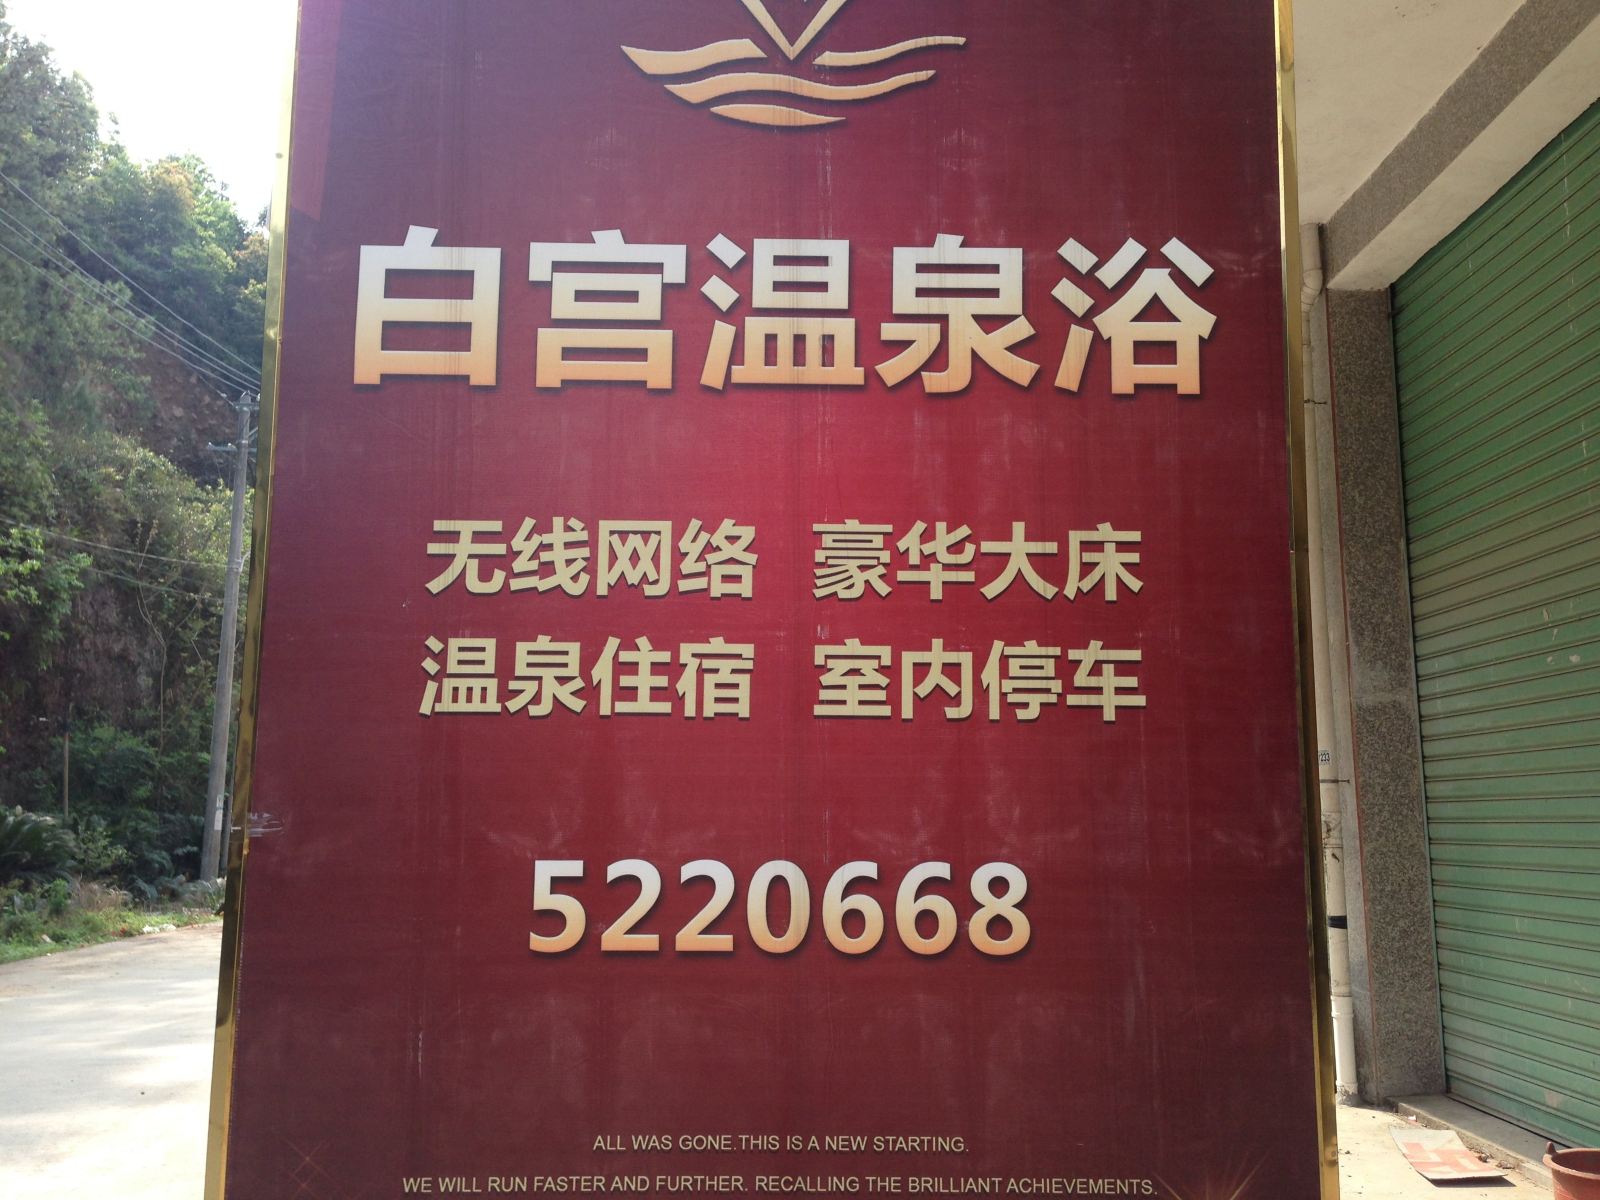 白宫温泉浴
无线网络 豪华大床
温泉住宿 室内停车
5220668
ALL WAS GONE.THIS IS A NEW STARTING.
WE WILL RUN FASTER AND FURTHER. RECALLING THE BRILLIANT ACHIEVEMENTS.